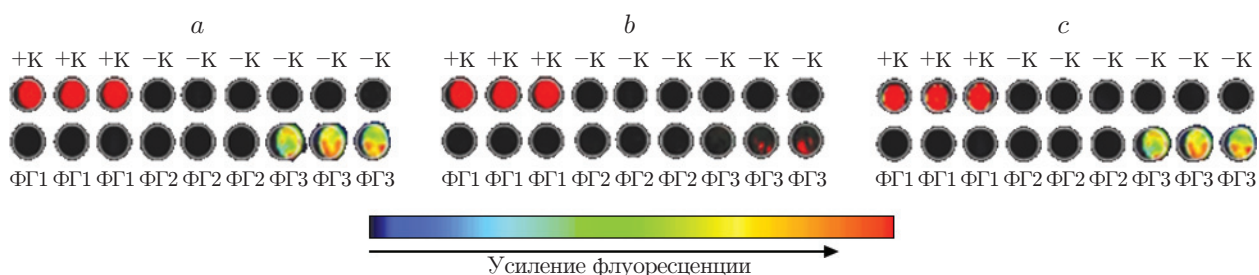 a b c
+К +К +К −К −К −К −К −К −К +К +К +К −К −К −К −К −К −К +К +К +К −К −К −К −К −К −К
ФГ1 ФГ1 ФГ1 ФГ2 ФГ2 ФГ2 ФГ3 ФГ3 ФГ3 ФГ1 ФГ1 ФГ1 ФГ2 ФГ2 ФГ2 ФГ3 ФГ3 ФГ3 ФГ1 ФГ1 ФГ1 ФГ2 ФГ2 ФГ2 ФГ3 ФГ3 ФГ3
Усиление флуоресценции